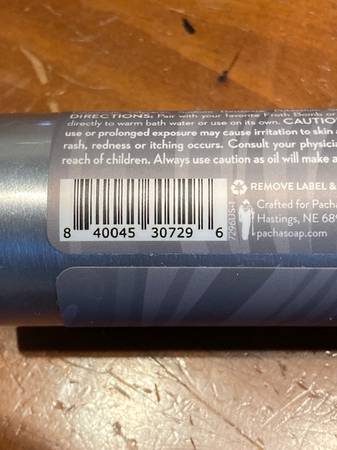 DIRECTIONS: Pair with your favorite Froth Bomb or
directly to warm bath water or use on its own. CAUTIO
use or prolonged exposure may cause irritation to skin
rash, redness or itching occurs. Consult your physicia
reach of children. Always use caution as oil will make
REMOVE LABEL &
Crafted for Pacha
Hastings, NE 689
pachasoap.com
8 40045 30729 6